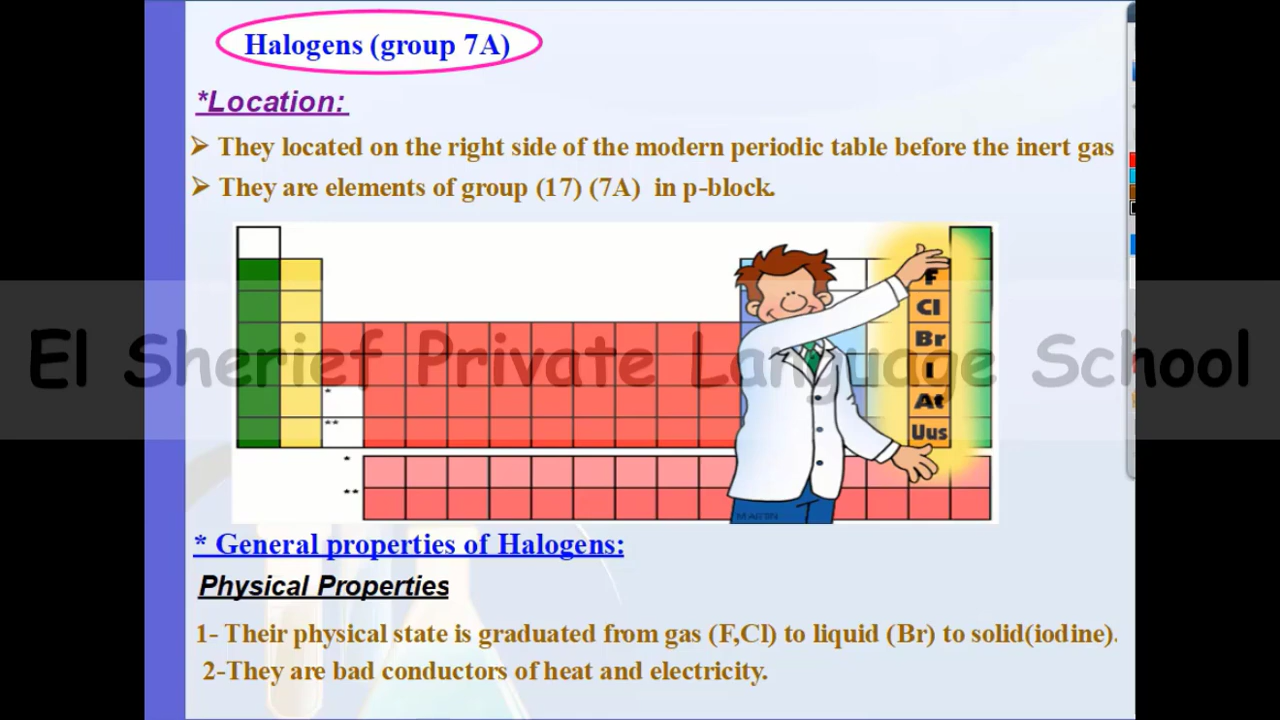 Halogens (group 7A)
*Location:
➢ They located on the right side of the modern periodic table before the inert gas
➢ They are elements of group (17) (7A) in p-block.
F
Cl
Br
I
At
Uus
*
**
*
**
MARTIN
El Sherief Private Language School
* General properties of Halogens:
Physical Properties
1- Their physical state is graduated from gas (F,Cl) to liquid (Br) to solid(iodine).
2-They are bad conductors of heat and electricity.